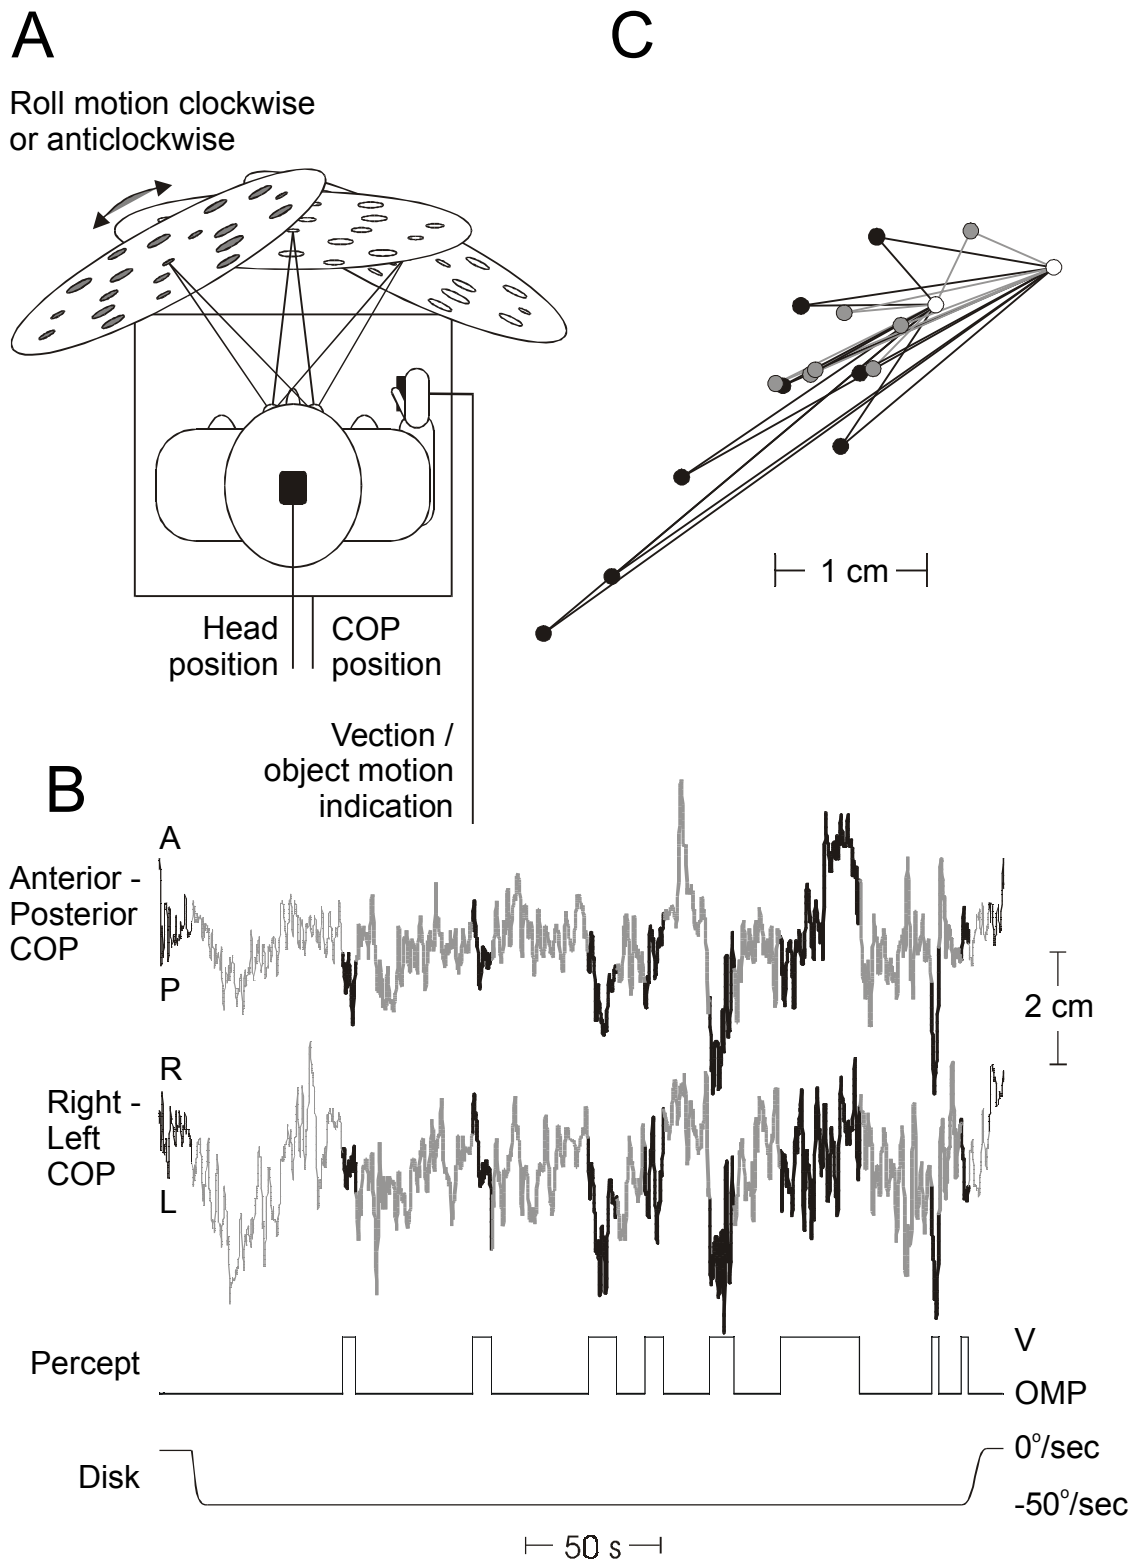 A
C
Roll motion clockwise
or anticlockwise
1 cm
Head
position
COP
position
Vection /
object motion
indication
B
A
Anterior -
Posterior
COP
P
2 cm
R
Right -
Left
COP
L
Percept
V
OMP
Disk
0°/sec
-50°/sec
50 s